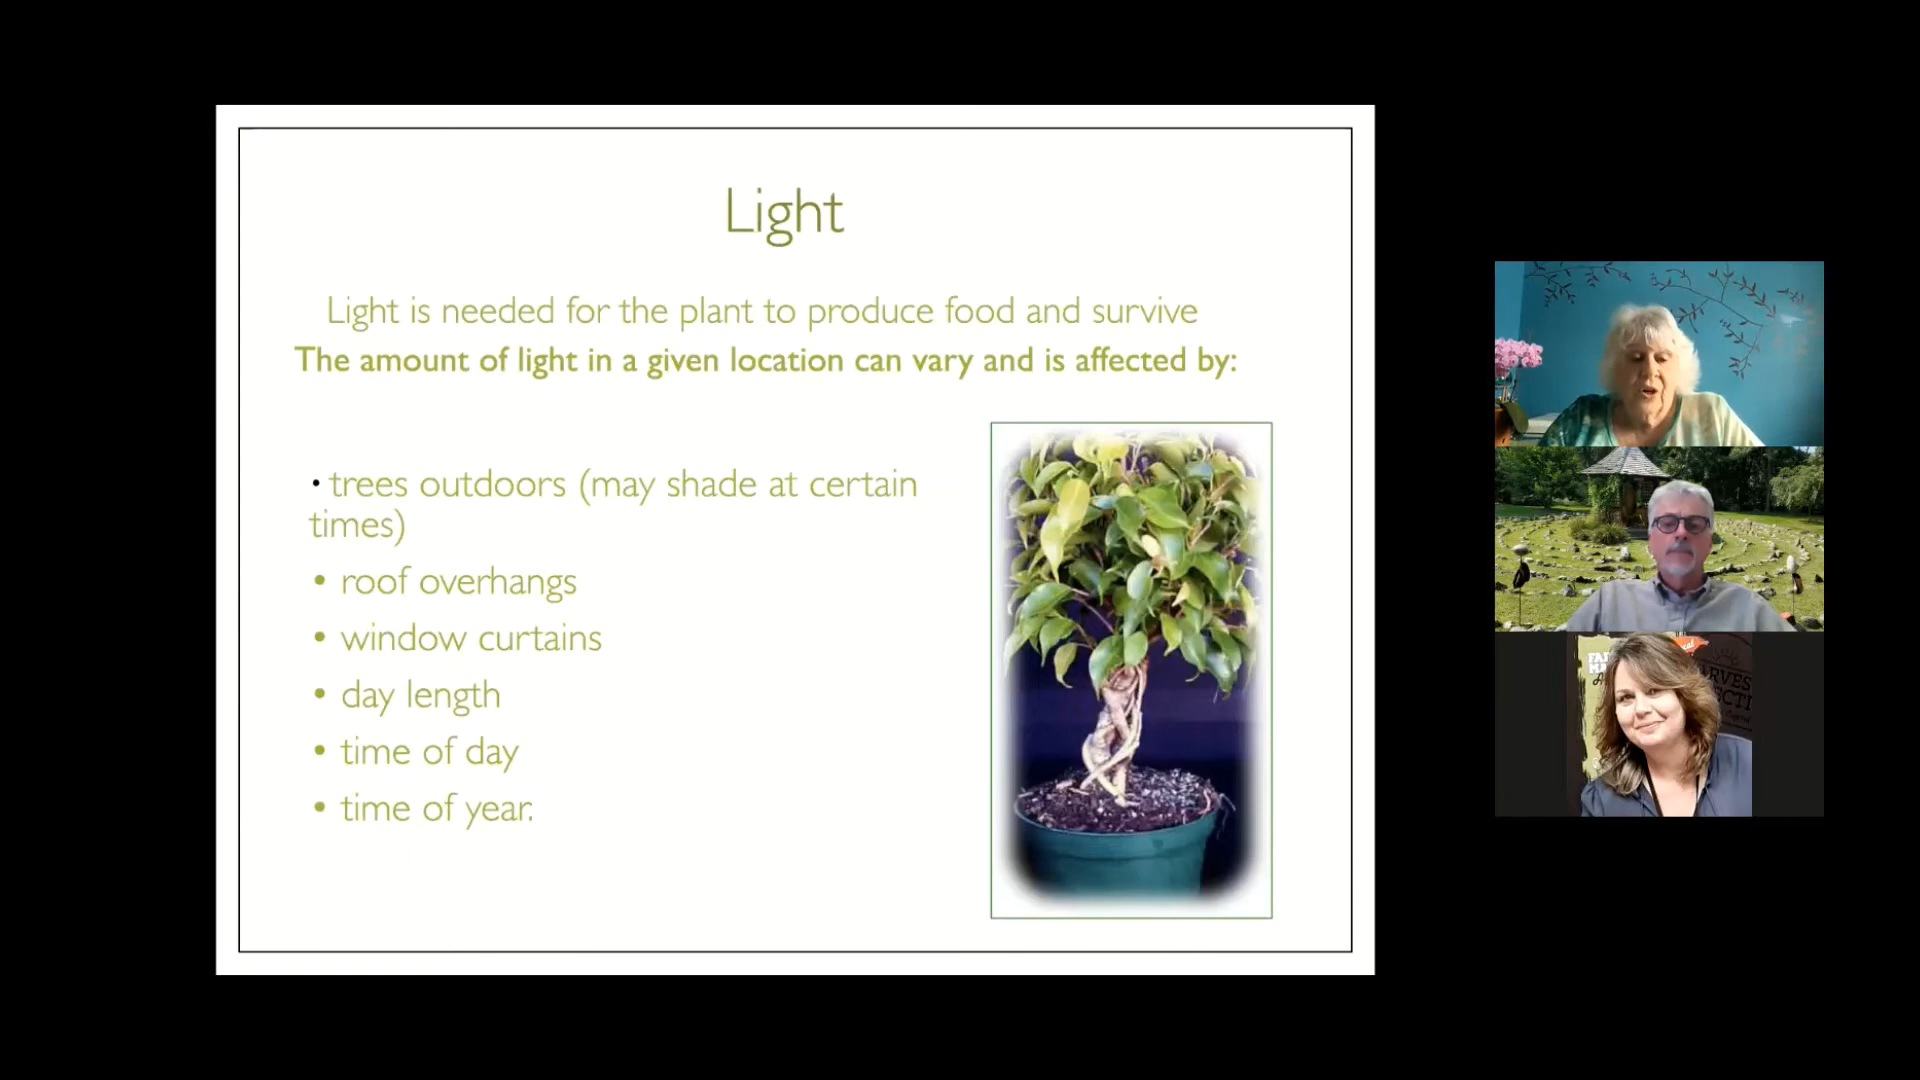 Light
Light is needed for the plant to produce food and survive
The amount of light in a given location can vary and is affected by:
• trees outdoors (may shade at certain
times)
• roof overhangs
• window curtains
• day length
• time of day
• time of year.